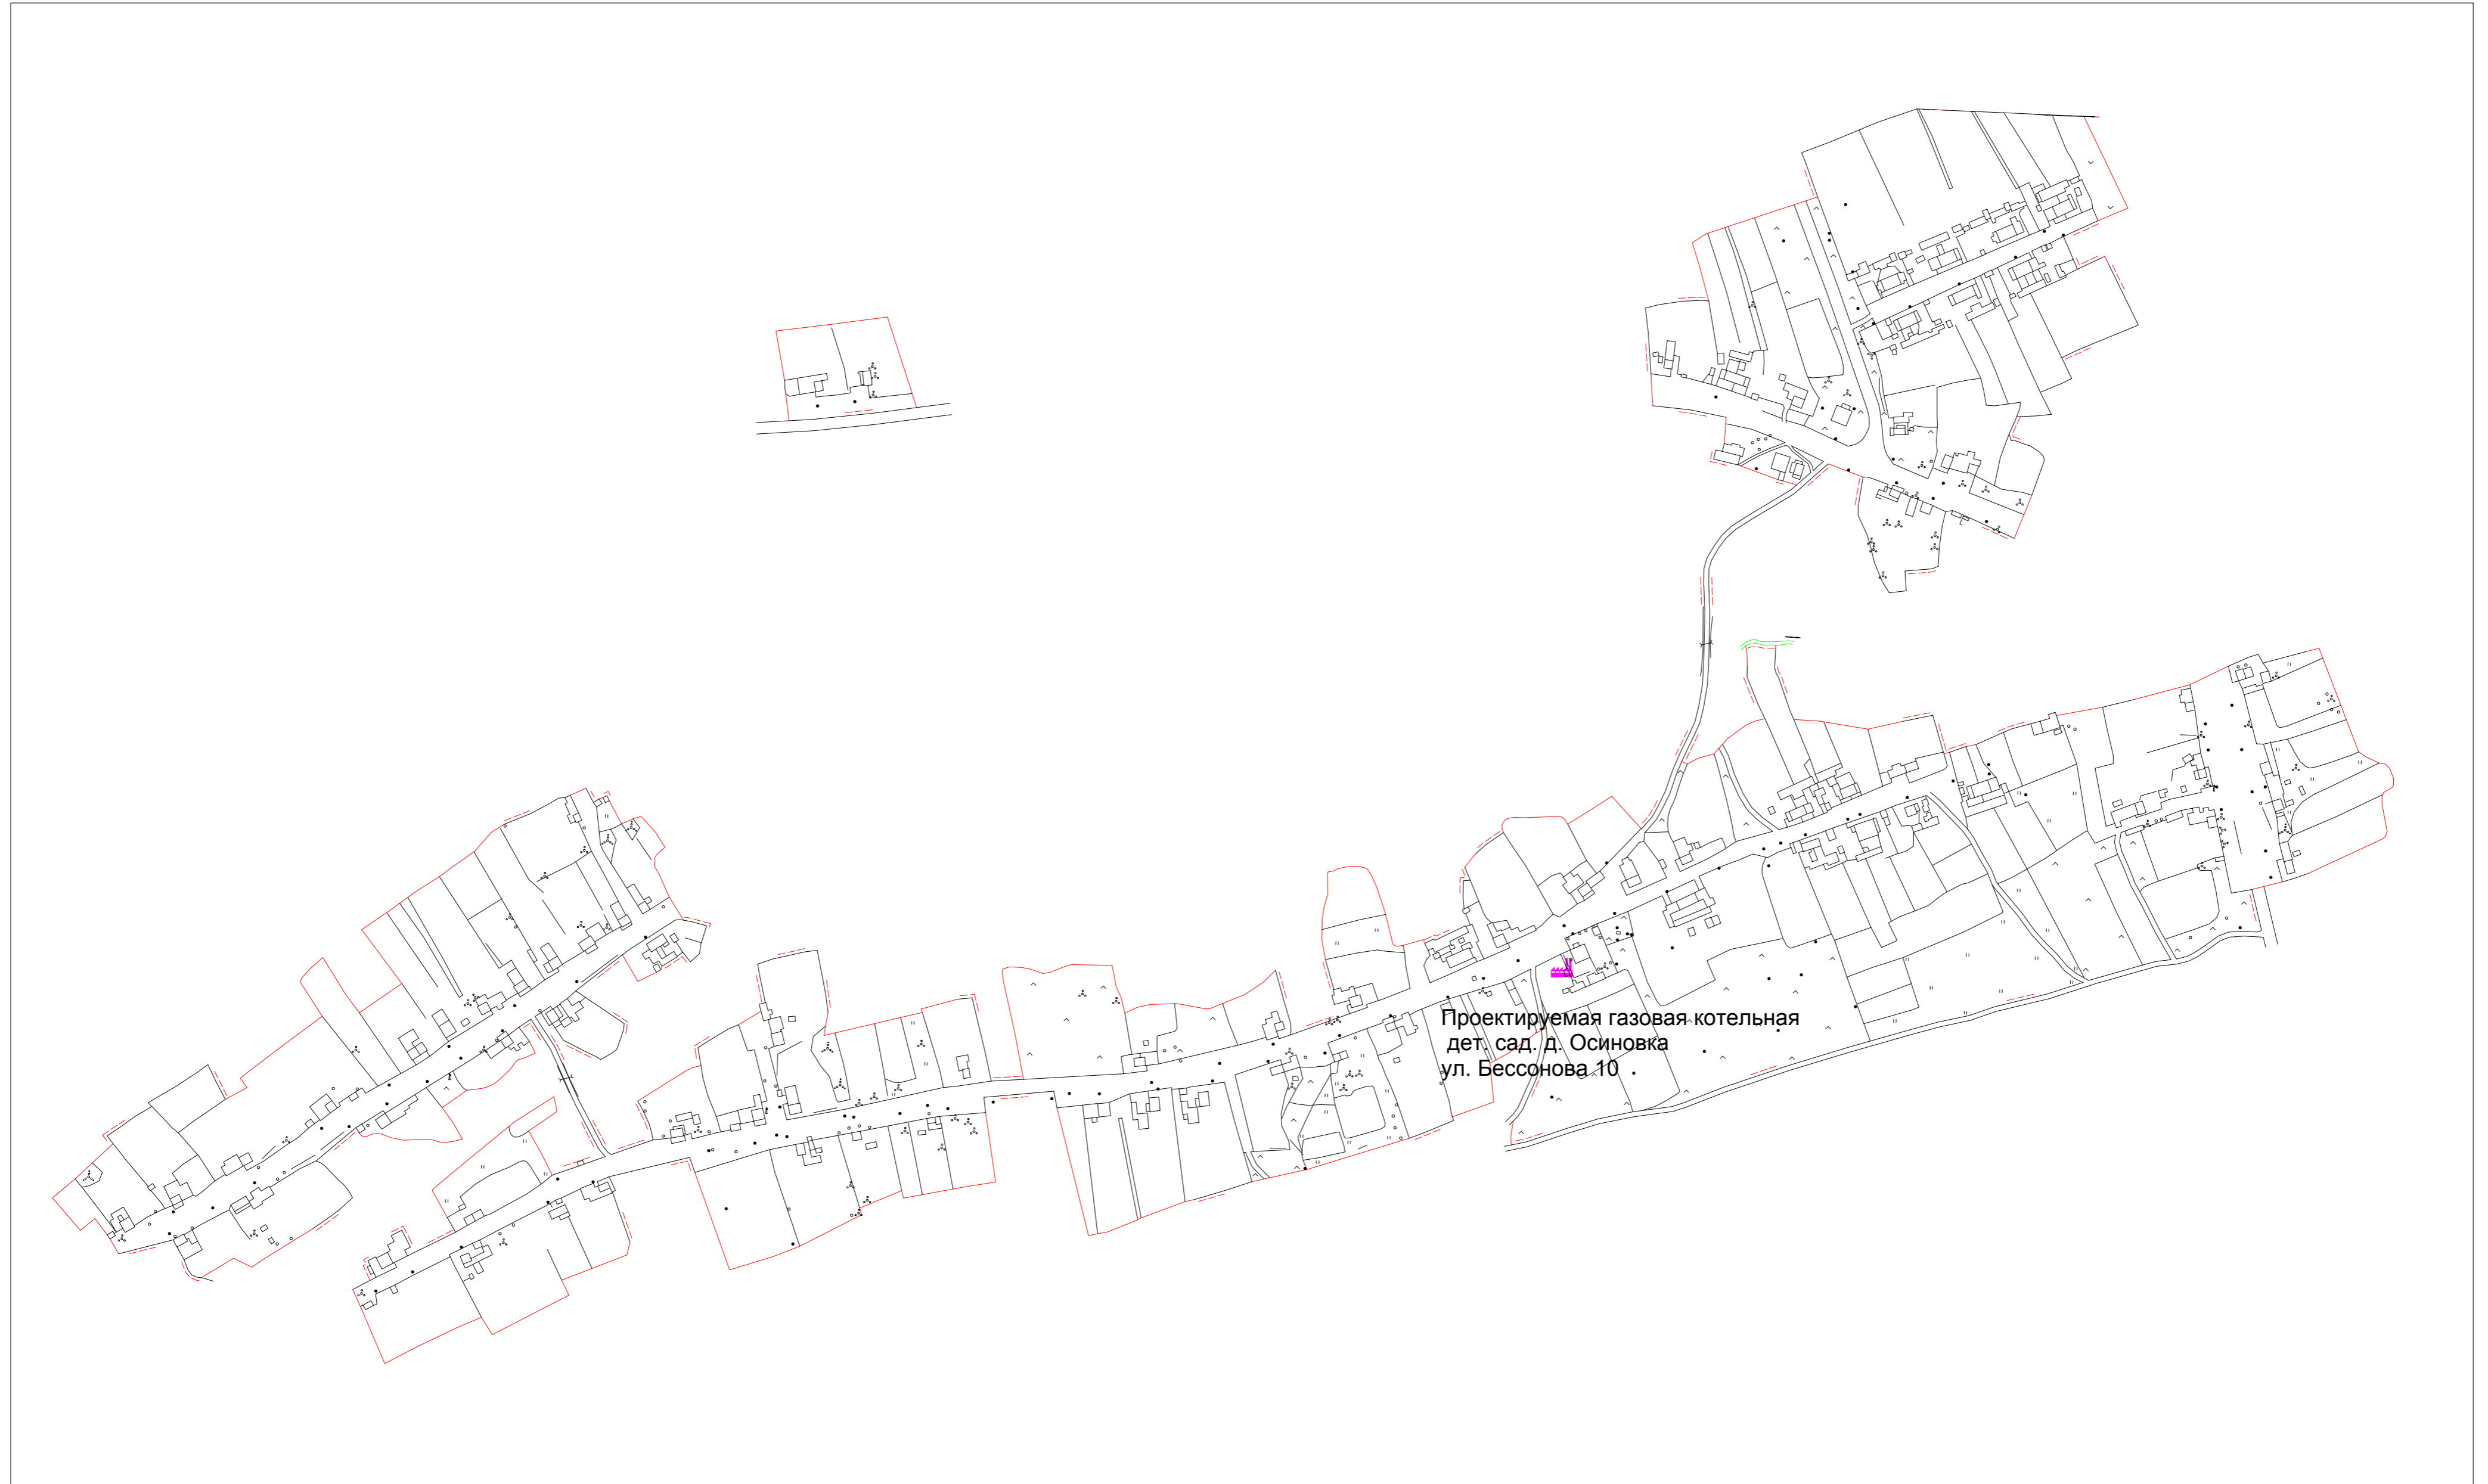 Проектируемая газовая котельная
дет. сад. д. Осиновка
ул. Бессонова 10